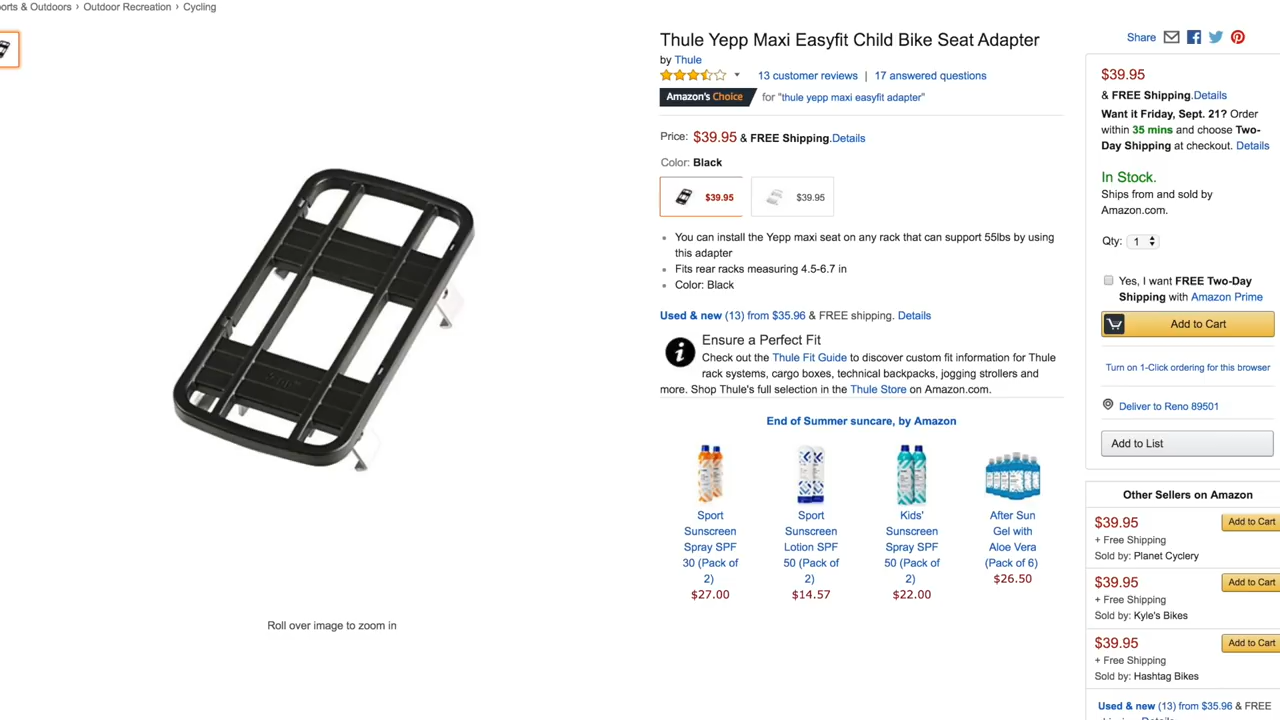 orts & Outdoors › Outdoor Recreation › Cycling
Thule Yepp Maxi Easyfit Child Bike Seat Adapter
by Thule
13 customer reviews | 17 answered questions
Amazon's Choice for "thule yepp maxi easyfit adapter"
Price: $39.95 & FREE Shipping.Details
Color: Black
$39.95
$39.95
You can install the Yepp maxi seat on any rack that can support 55lbs by using
this adapter
Fits rear racks measuring 4.5-6.7 in
Color: Black
Used & new (13) from $35.96 & FREE shipping. Details
Ensure a Perfect Fit
Check out the Thule Fit Guide to discover custom fit information for Thule
rack systems, cargo boxes, technical backpacks, jogging strollers and
more. Shop Thule's full selection in the Thule Store on Amazon.com.
End of Summer suncare, by Amazon
Sport
Sunscreen
Spray SPF
30 (Pack of
2)
$27.00
Sport
Sunscreen
Lotion SPF
50 (Pack of
2)
$14.57
Kids'
Sunscreen
Spray SPF
50 (Pack of
2)
$22.00
After Sun
Gel with
Aloe Vera
(Pack of 6)
$26.50
Roll over image to zoom in
Share
$39.95
& FREE Shipping.Details
Want it Friday, Sept. 21? Order
within 35 mins and choose Two-
Day Shipping at checkout. Details
In Stock.
Ships from and sold by
Amazon.com.
Qty: 1
Yes, I want FREE Two-Day
Shipping with Amazon Prime
Add to Cart
Turn on 1-Click ordering for this browser
Deliver to Reno 89501
Add to List
Other Sellers on Amazon
$39.95 Add to Cart
+ Free Shipping
Sold by: Planet Cyclery
$39.95 Add to Cart
+ Free Shipping
Sold by: Kyle's Bikes
$39.95 Add to Cart
+ Free Shipping
Sold by: Hashtag Bikes
Used & new (13) from $35.96 & FREE